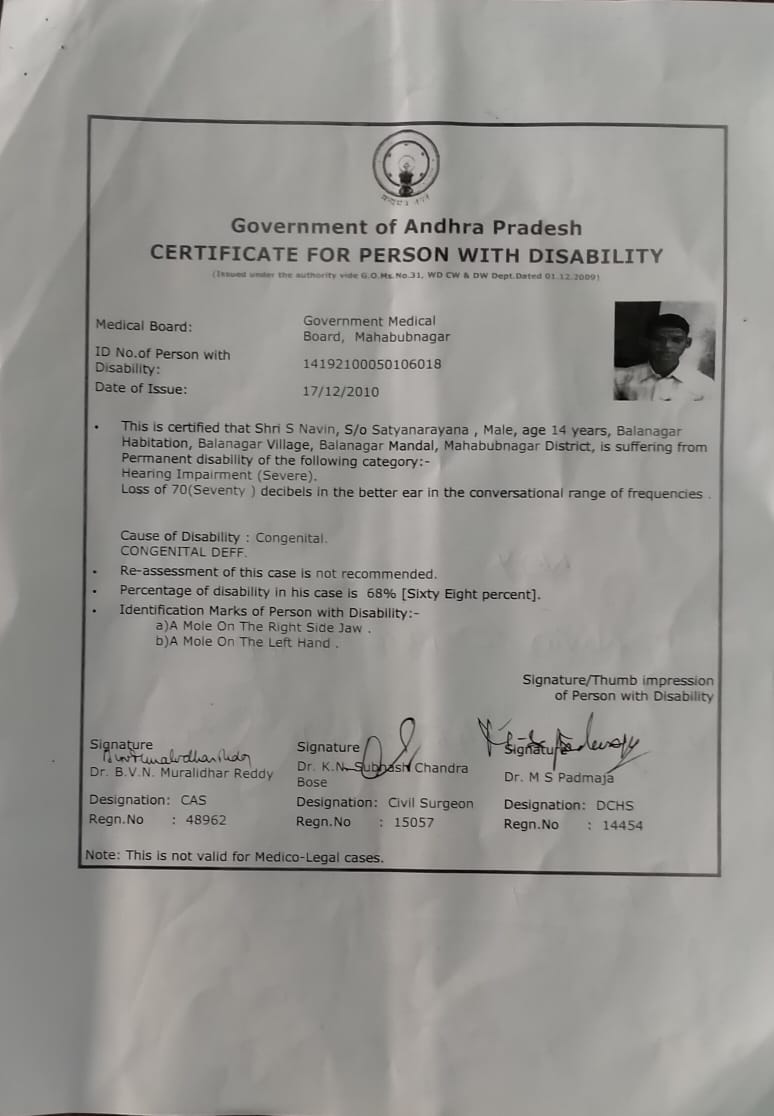 Government of Andhra Pradesh
CERTIFICATE FOR PERSON WITH DISABILITY
(Issued under the authority vide G.O.Ms.No.31, WD CW & DW Dept.Dated 01.12.2009)
Medical Board: Government Medical
Board, Mahabubnagar
ID No.of Person with
Disability: 14192100050106018
Date of Issue: 17/12/2010
• This is certified that Shri S Navin, S/o Satyanarayana , Male, age 14 years, Balanagar
Habitation, Balanagar Village, Balanagar Mandal, Mahabubnagar District, is suffering from
Permanent disability of the following category:-
Hearing Impairment (Severe).
Loss of 70(Seventy ) decibels in the better ear in the conversational range of frequencies .
Cause of Disability : Congenital.
CONGENITAL DEFF.
• Re-assessment of this case is not recommended.
• Percentage of disability in his case is 68% [Sixty Eight percent].
• Identification Marks of Person with Disability:-
a)A Mole On The Right Side Jaw .
b)A Mole On The Left Hand .
Signature/Thumb impression
of Person with Disability
Signature
Dr. B.V.N. Muralidhar Reddy
Designation: CAS
Regn.No : 48962
Signature
Dr. K.N. Subhash Chandra
Bose
Designation: Civil Surgeon
Regn.No : 15057
Signature
Dr. M S Padmaja
Designation: DCHS
Regn.No : 14454
Note: This is not valid for Medico-Legal cases.